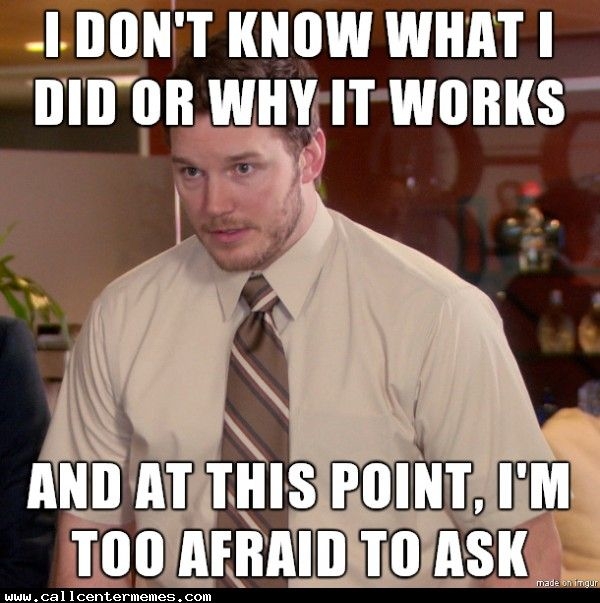 I DON'T KNOW WHAT I
DID OR WHY IT WORKS
AND AT THIS POINT, I'M
TOO AFRAID TO ASK
made on imgur
www.callcentermemes.com